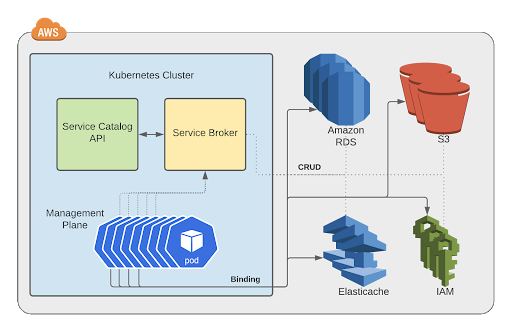 AWS
Kubernetes Cluster
Service Catalog
API
Service Broker
Amazon
RDS
S3
CRUD
Management
Plane
pod
Binding
Elasticache
IAM